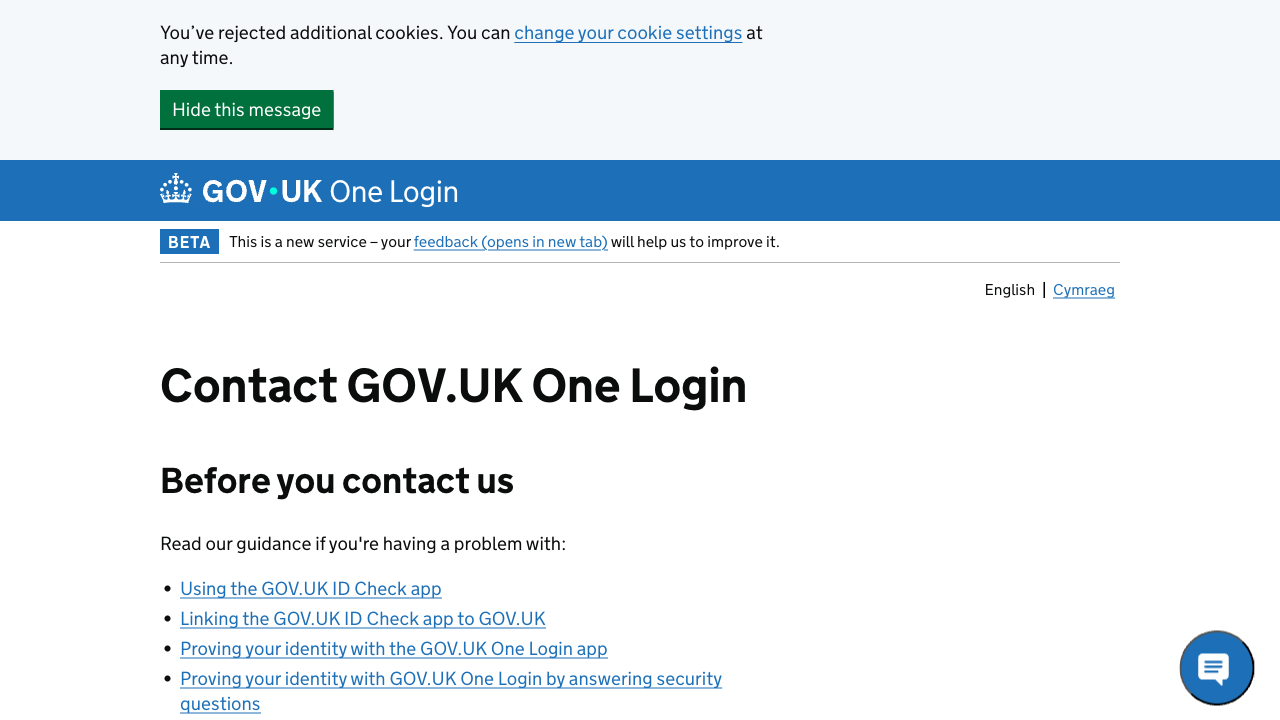 You’ve rejected additional cookies. You can change your cookie settings at
any time.
Hide this message
GOV•UK One Login
BETA This is a new service – your feedback (opens in new tab) will help us to improve it.
English | Cymraeg
Contact GOV.UK One Login
Before you contact us
Read our guidance if you're having a problem with:
• Using the GOV.UK ID Check app
• Linking the GOV.UK ID Check app to GOV.UK
• Proving your identity with the GOV.UK One Login app
• Proving your identity with GOV.UK One Login by answering security
questions